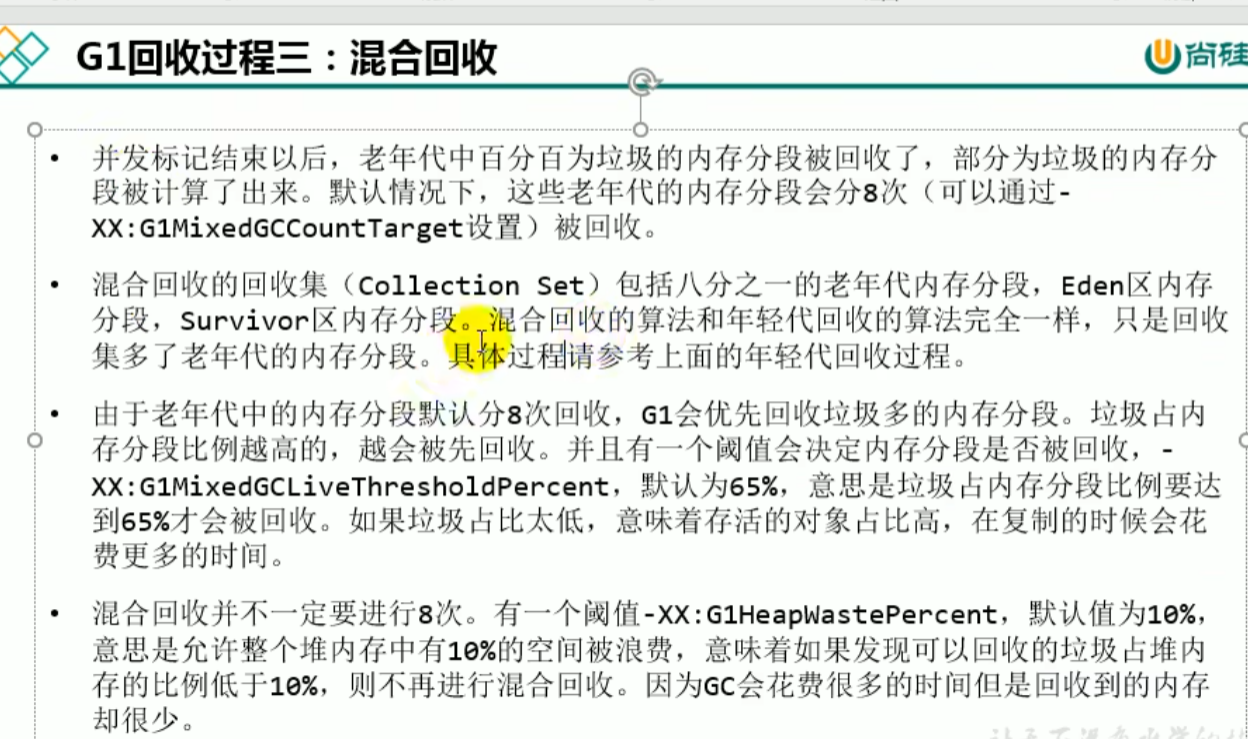 G1回收过程三：混合回收
尚硅
• 并发标记结束以后，老年代中百分百为垃圾的内存分段被回收了，部分为垃圾的内存分
段被计算了出来。默认情况下，这些老年代的内存分段会分8次（可以通过-
XX:G1MixedGCCountTarget设置）被回收。
• 混合回收的回收集（Collection Set）包括八分之一的老年代内存分段，Eden区内存
分段，Survivor区内存分段。混合回收的算法和年轻代回收的算法完全一样，只是回收
集多了老年代的内存分段。具体过程请参考上面的年轻代回收过程。
• 由于老年代中的内存分段默认分8次回收，G1会优先回收垃圾多的内存分段。垃圾占内
存分段比例越高的，越会被先回收。并且有一个阈值会决定内存分段是否被回收，-
XX:G1MixedGCLiveThresholdPercent，默认为65%，意思是垃圾占内存分段比例要达
到65%才会被回收。如果垃圾占比太低，意味着存活的对象占比高，在复制的时候会花
费更多的时间。
• 混合回收并不一定要进行8次。有一个阈值-XX:G1HeapWastePercent，默认值为10%，
意思是允许整个堆内存中有10%的空间被浪费，意味着如果发现可以回收的垃圾占堆内
存的比例低于10%，则不再进行混合回收。因为GC会花费很多的时间但是回收到的内存
却很少。